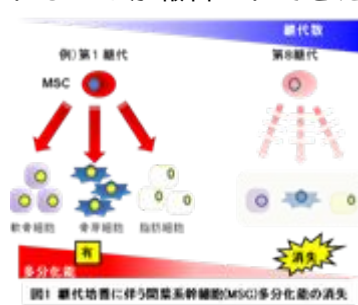 継代数
例)第1継代
第8継代
MSC
軟骨細胞
骨芽細胞
脂肪細胞
有
消失
多分化能
図1 継代培養に伴う間葉系幹細胞(MSC)多分化能の消失